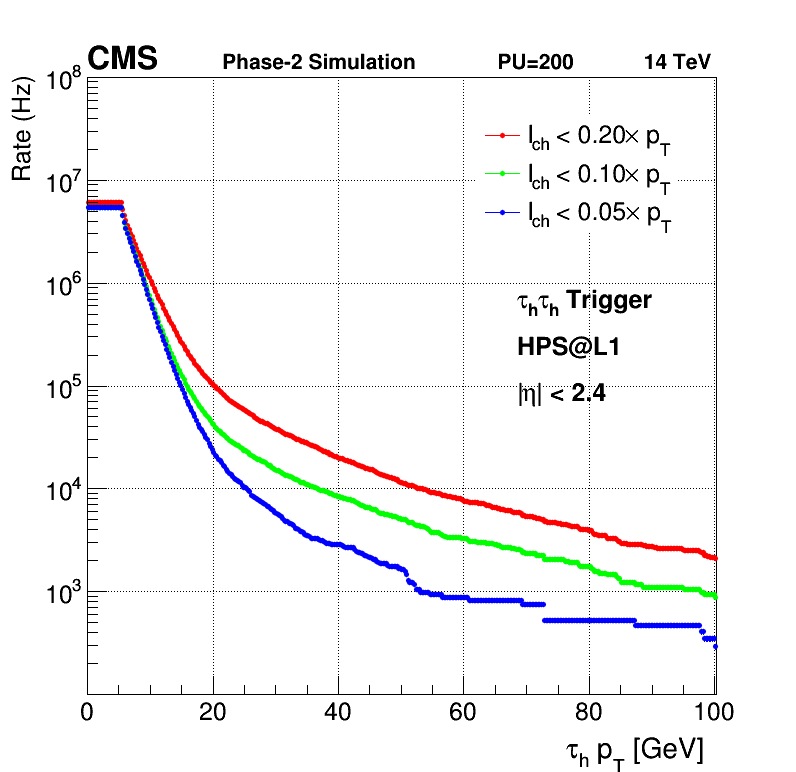 CMS Phase-2 Simulation PU=200 14 TeV
Rate (Hz)
10^8
10^7
10^6
10^5
10^4
10^3
I_ch < 0.20× p_T
I_ch < 0.10× p_T
I_ch < 0.05× p_T
τ_h τ_h Trigger
HPS@L1
|η| < 2.4
0 20 40 60 80 100
τ_h p_T [GeV]